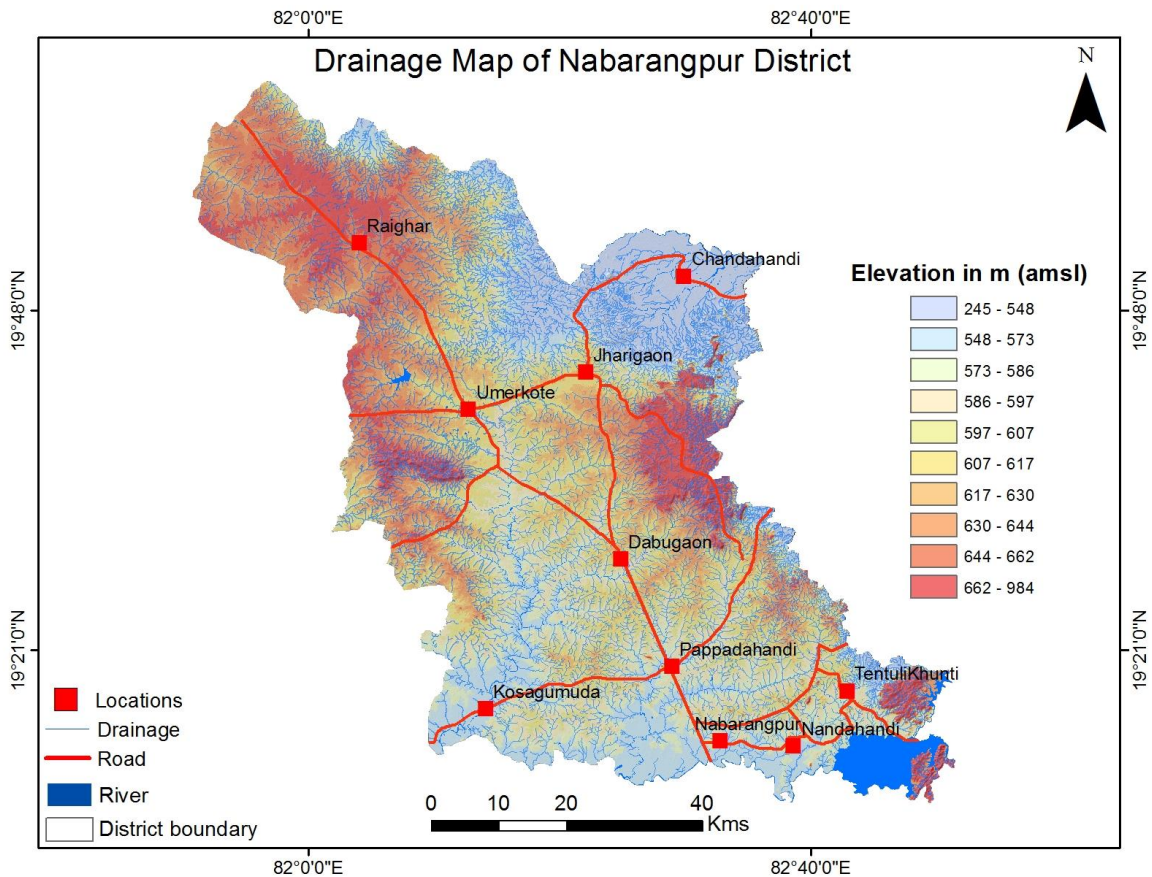 82°0'0"E
82°40'0"E
Drainage Map of Nabarangpur District
N
Raighar
Chandahandi
Elevation in m (amsl)
245 - 548
548 - 573
573 - 586
586 - 597
597 - 607
607 - 617
617 - 630
630 - 644
644 - 662
662 - 984
19°48'0"N
19°48'0"N
Jharigaon
Umerkote
Dabugaon
Pappadahandi
19°21'0"N
19°21'0"N
TentuliKhunti
Kosagumuda
Nabarangpur
Nandahandi
Locations
Drainage
Road
River
District boundary
0 10 20 40
Kms
82°0'0"E
82°40'0"E